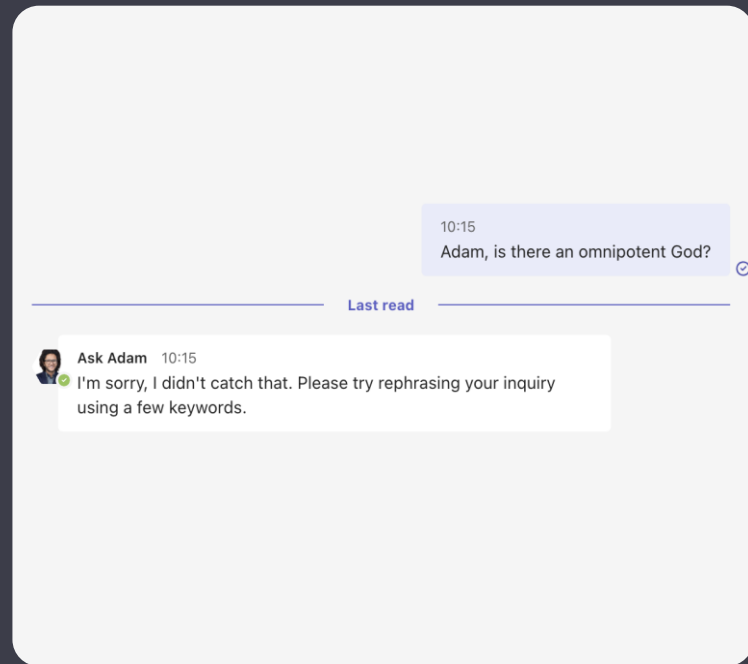 10:15
Adam, is there an omnipotent God?
Last read
Ask Adam 10:15
I'm sorry, I didn't catch that. Please try rephrasing your inquiry
using a few keywords.